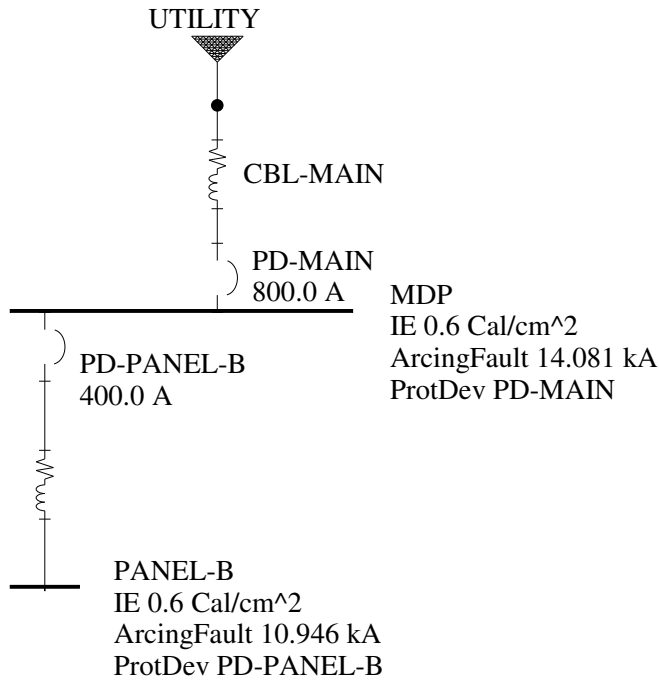 UTILITY
CBL-MAIN
PD-MAIN
800.0 A
MDP
IE 0.6 Cal/cm^2
ArcingFault 14.081 kA
ProtDev PD-MAIN
PD-PANEL-B
400.0 A
PANEL-B
IE 0.6 Cal/cm^2
ArcingFault 10.946 kA
ProtDev PD-PANEL-B